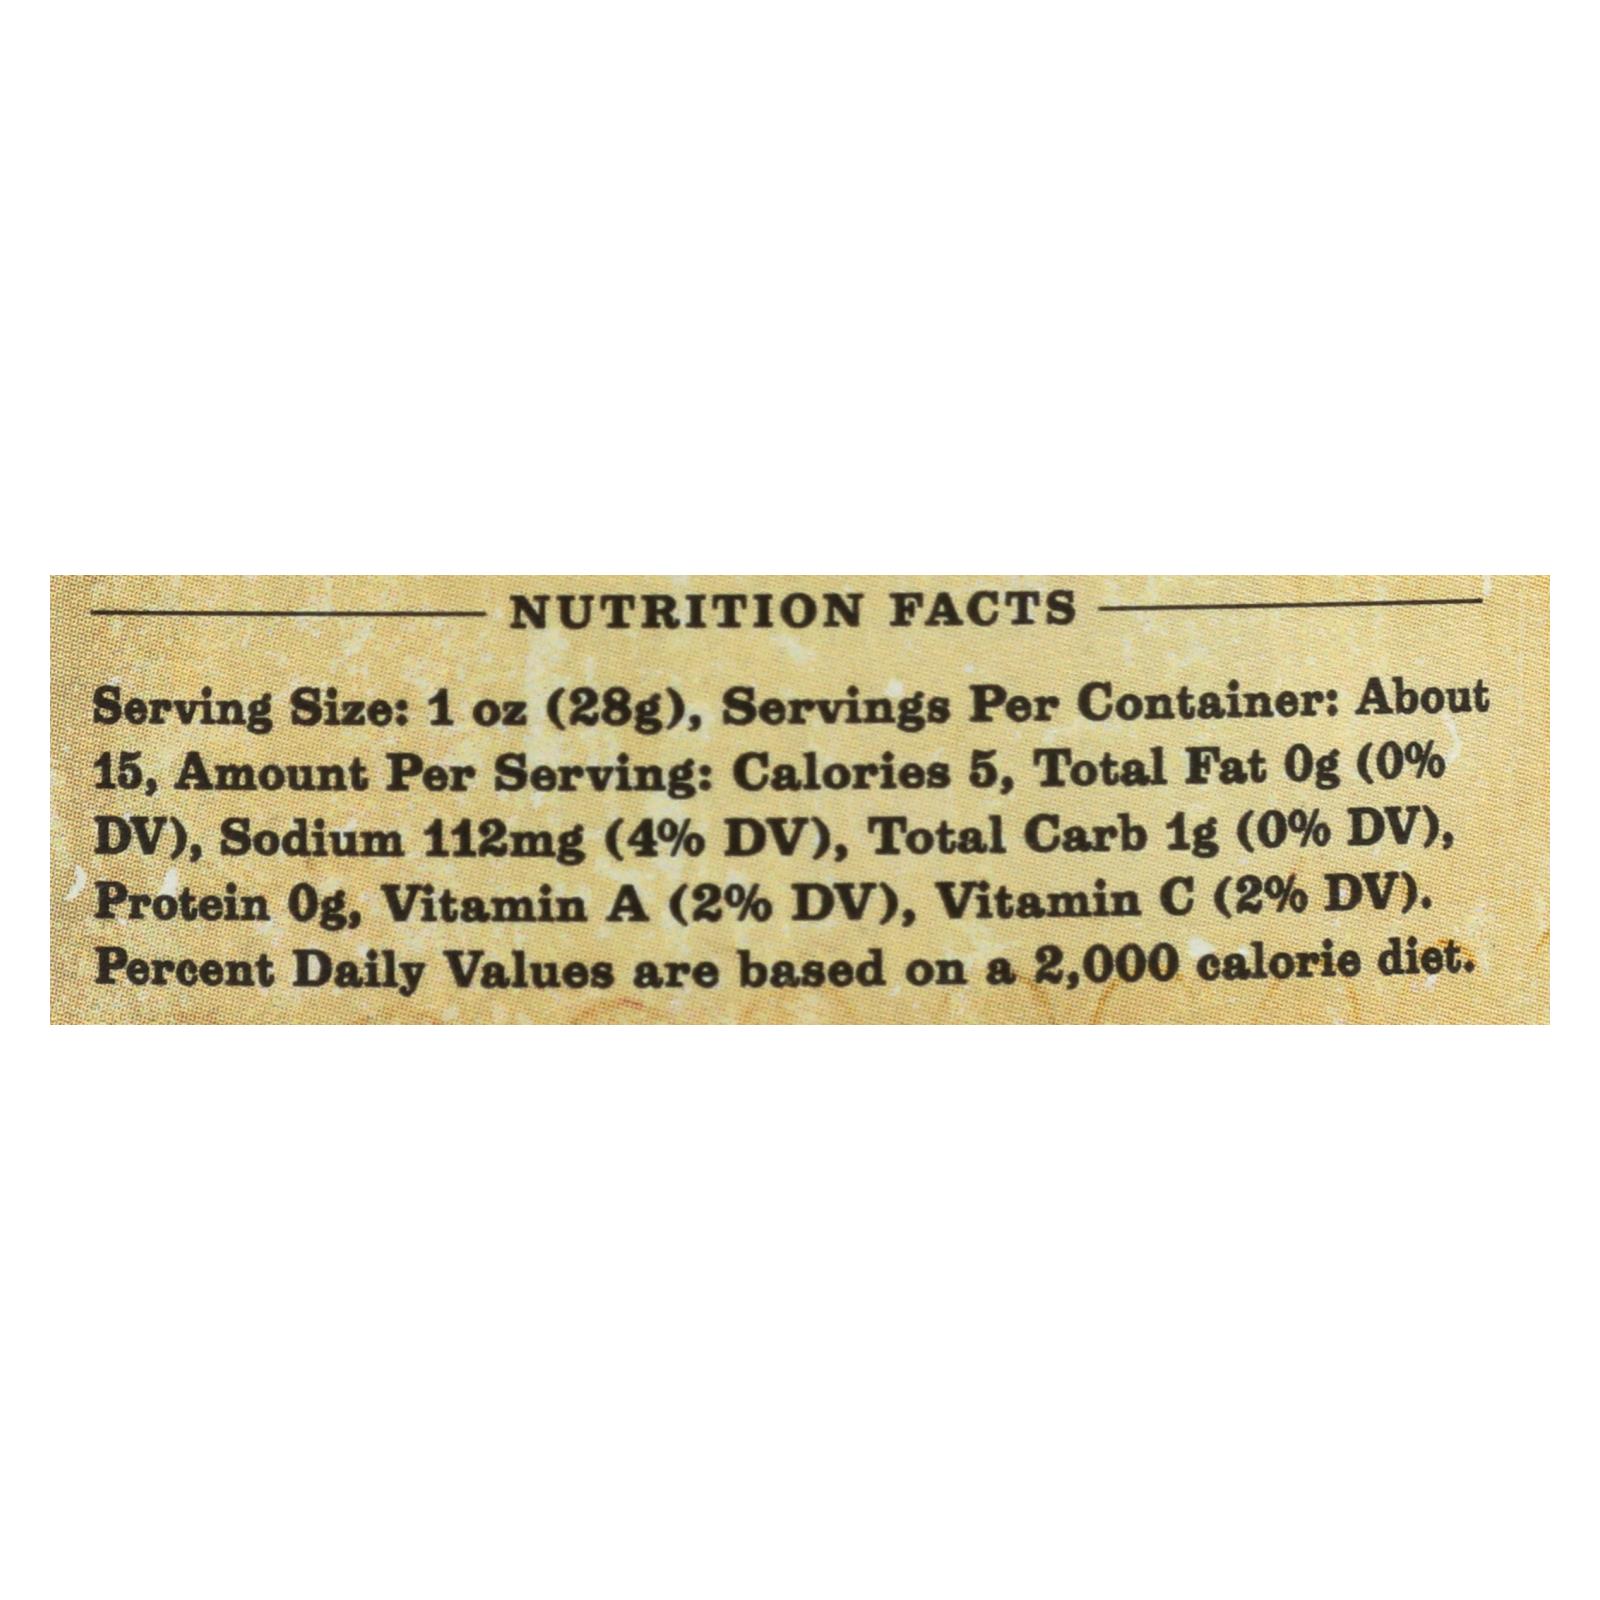 NUTRITION FACTS
Serving Size: 1 oz (28g), Servings Per Container: About
15, Amount Per Serving: Calories 5, Total Fat 0g (0%
DV), Sodium 112mg (4% DV), Total Carb 1g (0% DV),
Protein 0g, Vitamin A (2% DV), Vitamin C (2% DV).
Percent Daily Values are based on a 2,000 calorie diet.